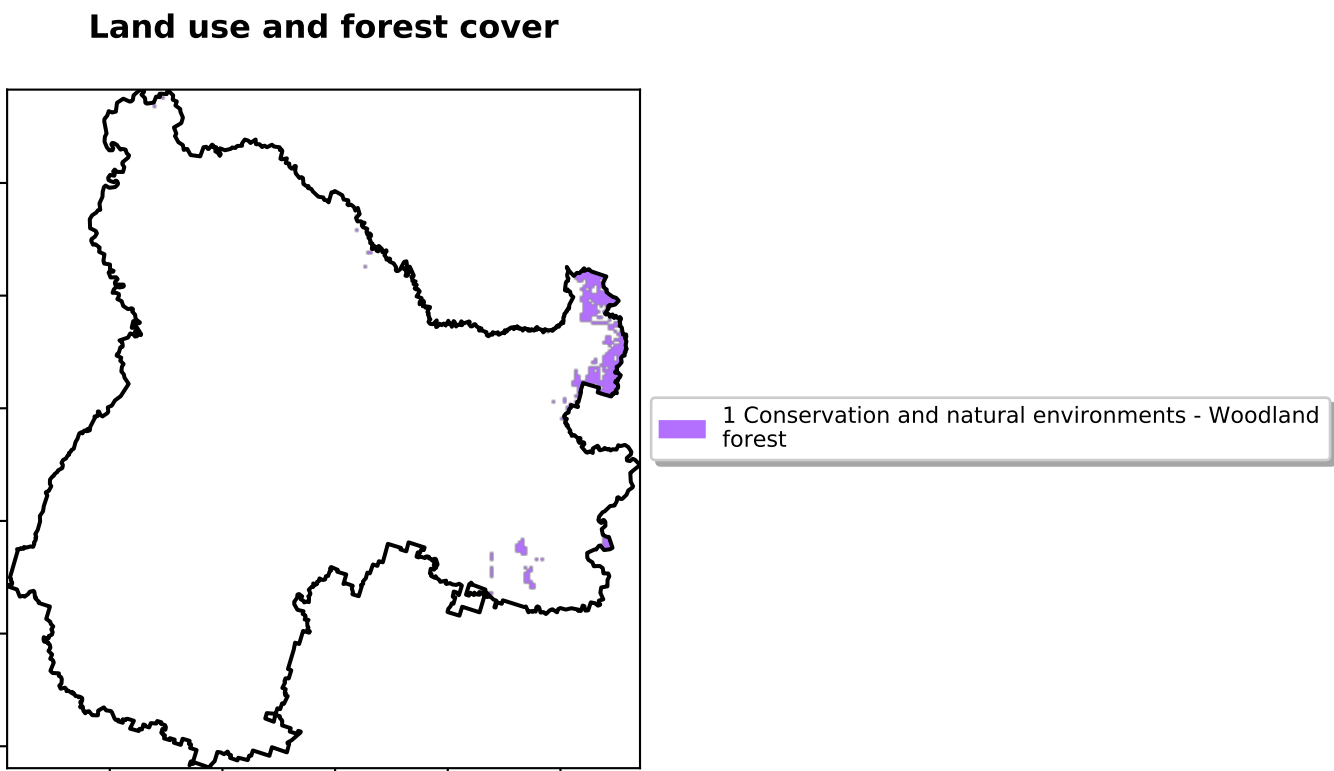 Land use and forest cover
1 Conservation and natural environments - Woodland
forest